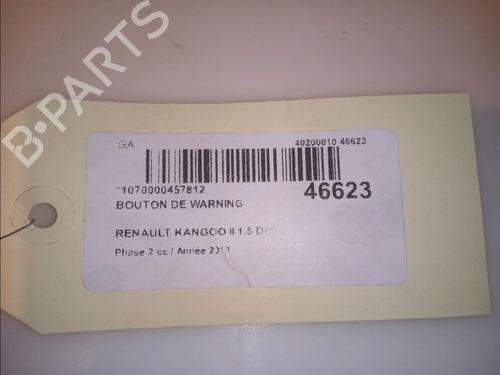 B-PARTS
GA
40200010 46623
*1070000457812
46623
BOUTON DE WARNING
RENAULT KANGOO II 1.5 DCI
Phase 2 cc / Année 2013